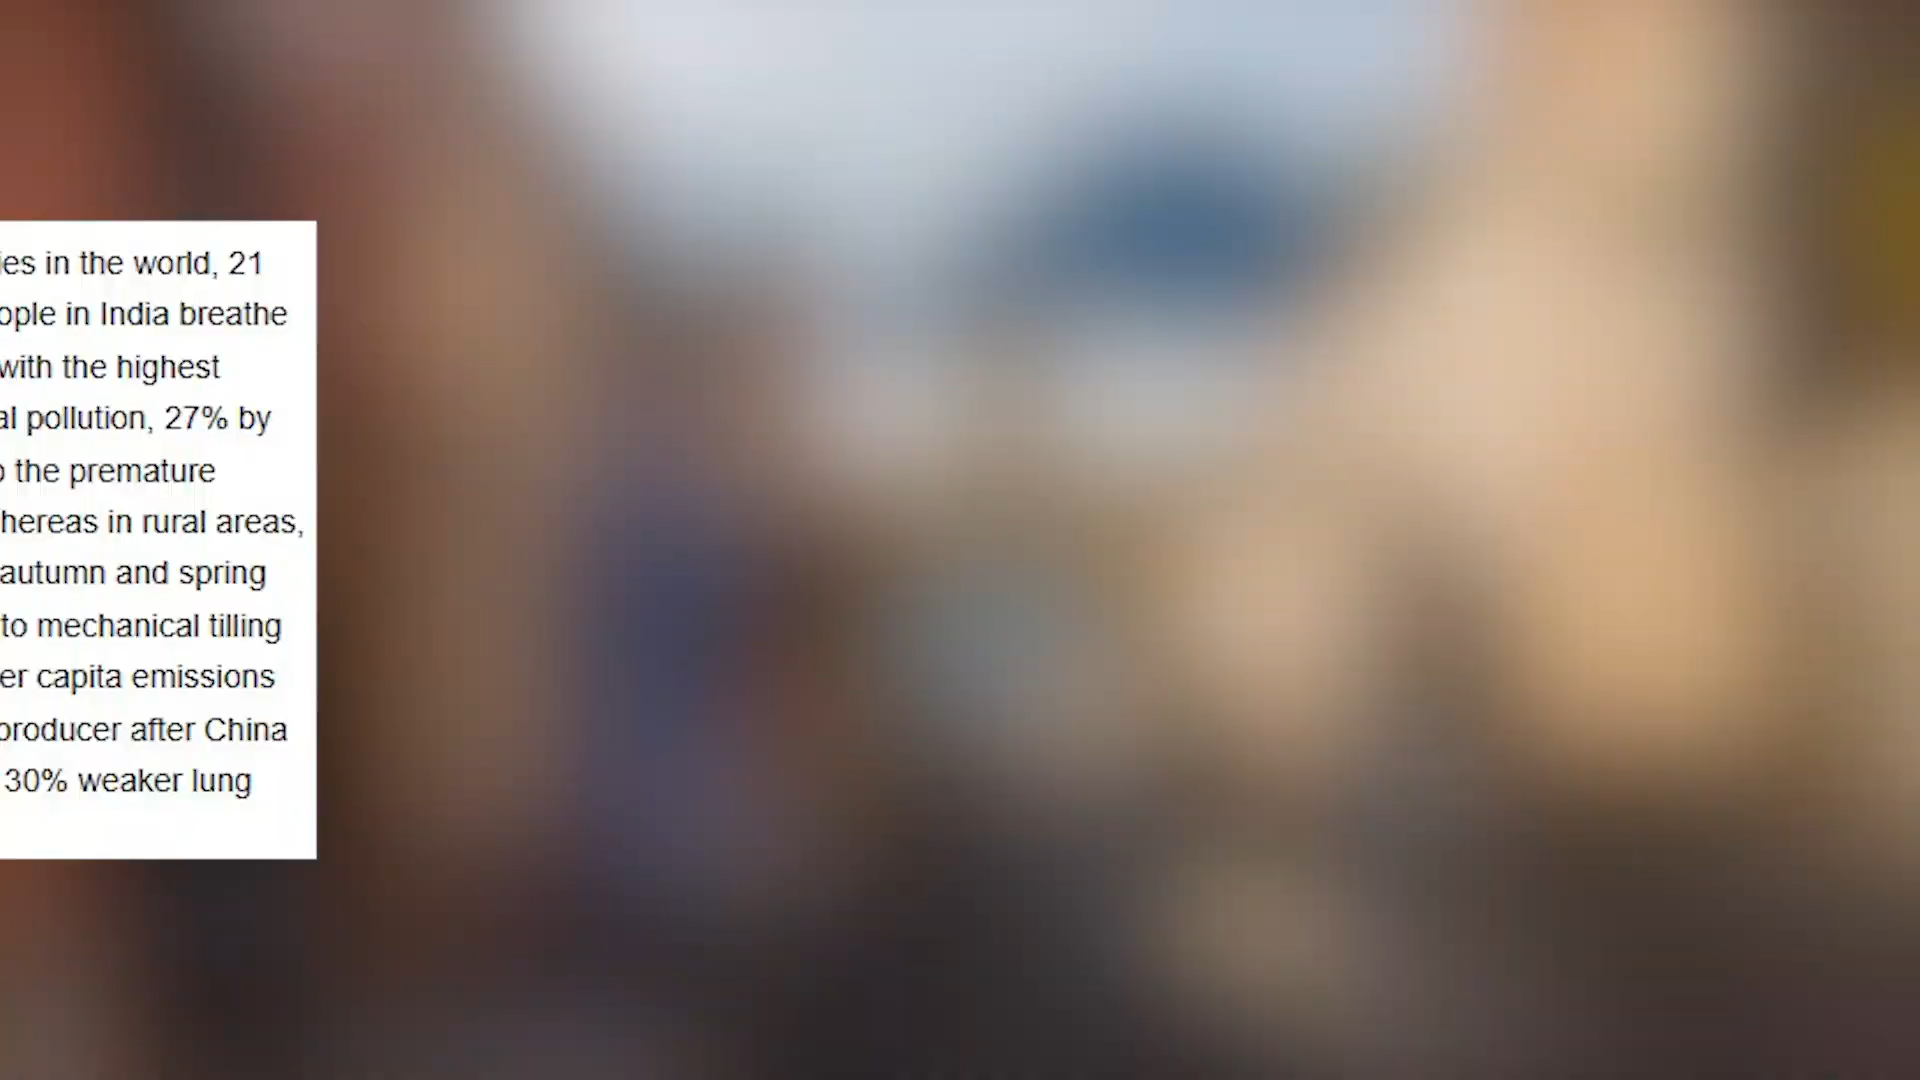 ies in the world, 21
ople in India breathe
with the highest
al pollution, 27% by
the premature
hereas in rural areas,
autumn and spring
to mechanical tilling
er capita emissions
producer after China
30% weaker lung